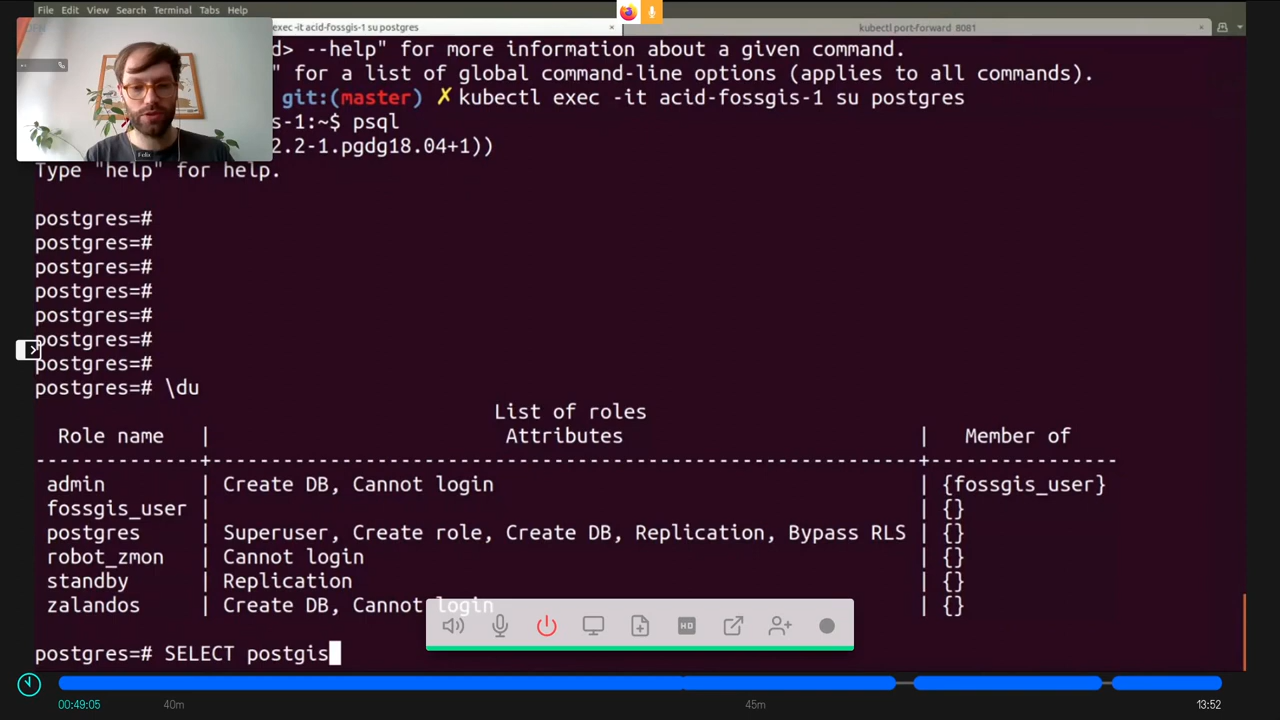 File Edit View Search Terminal Tabs Help
exec -it acid-fossgis-1 su postgres
kubectl port-forward 8081
d> --help" for more information about a given command.
" for a list of global command-line options (applies to all commands).
git:(master) ✗ kubectl exec -it acid-fossgis-1 su postgres
s-1:~$ psql
2.2-1.pgdg18.04+1))
Type "help" for help.
postgres=#
postgres=#
postgres=#
postgres=#
postgres=#
postgres=#
postgres=#
postgres=# \du
List of roles
Role name | Attributes | Member of
---------------+------------------------------------------------------------+---------------
admin | Create DB, Cannot login | {fossgis_user}
fossgis_user | | {}
postgres | Superuser, Create role, Create DB, Replication, Bypass RLS | {}
robot_zmon | Cannot login | {}
standby | Replication | {}
zalandos | Create DB, Cannot login | {}
postgres=# SELECT postgis
HD
Felix
00:49:05 40m 45m 13:52